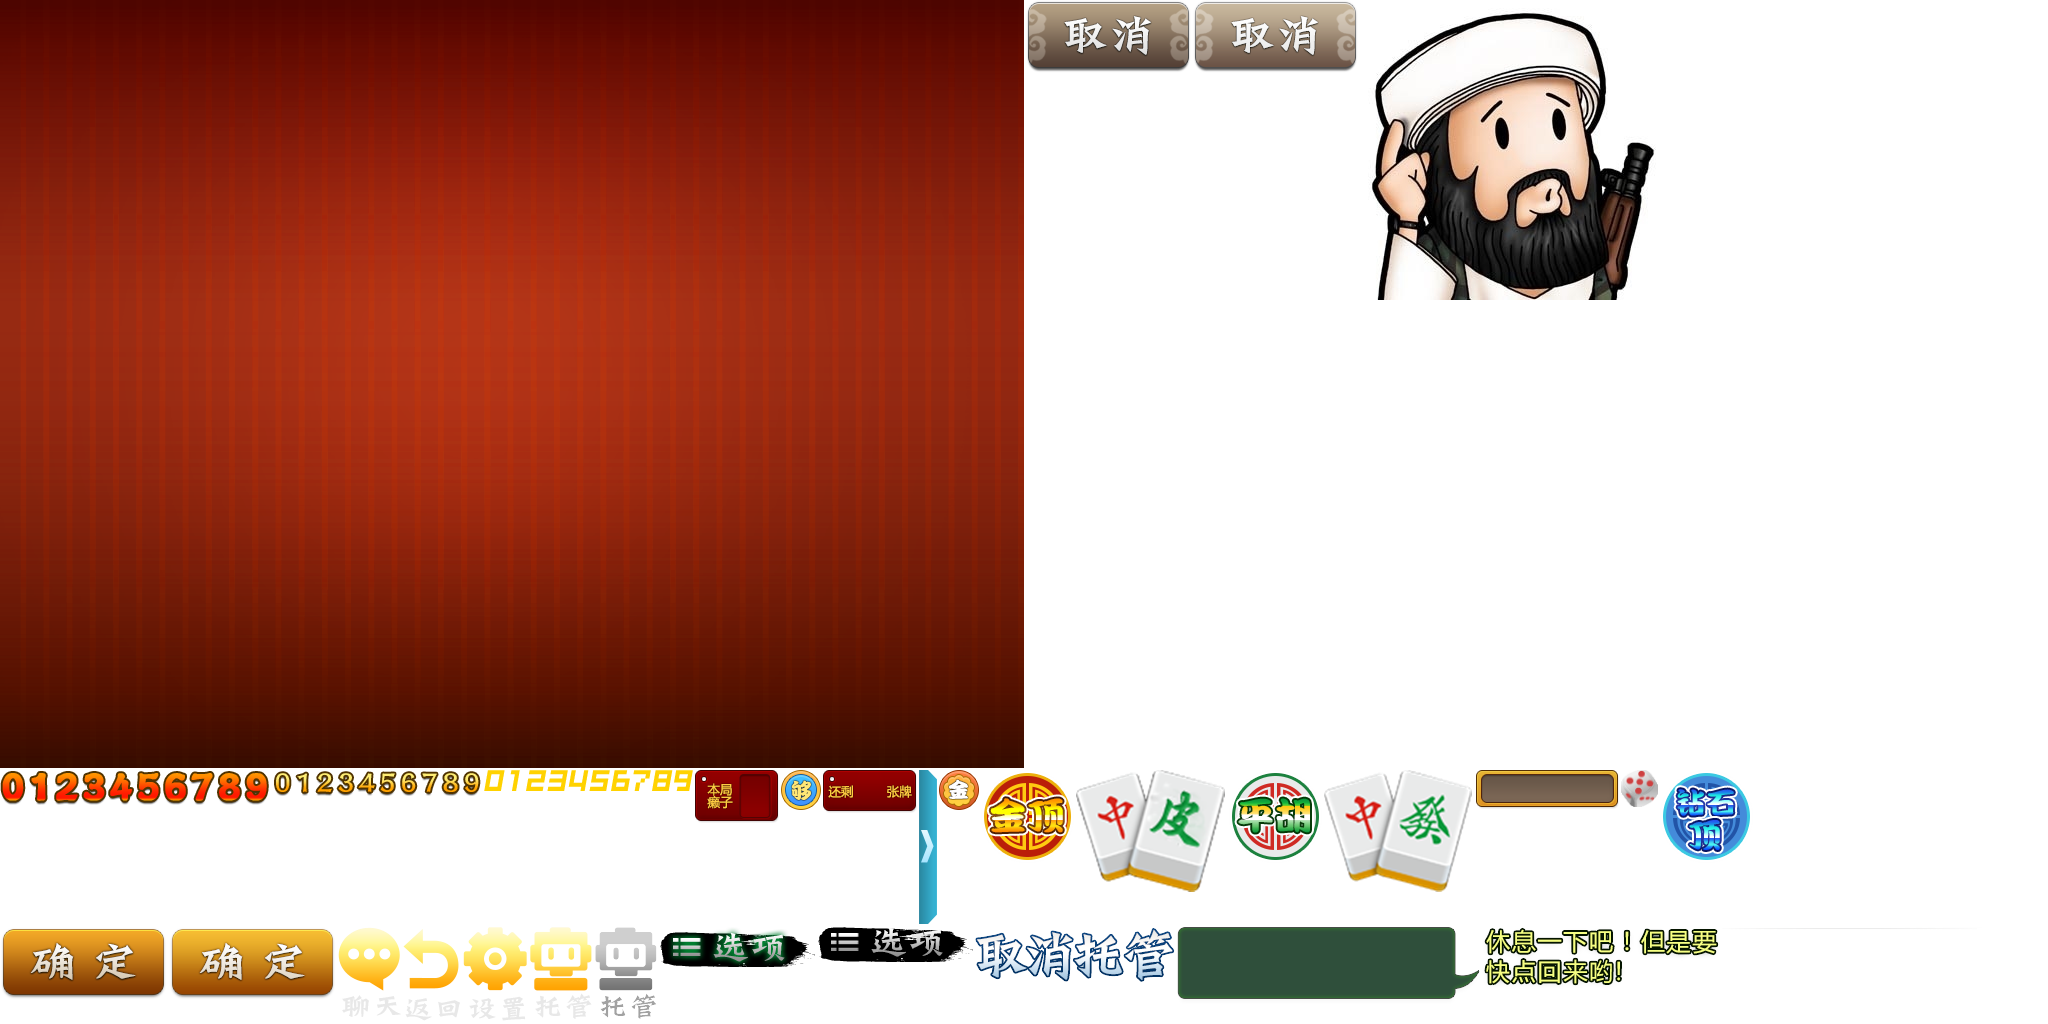 取消
取消
0123456789
0123456789
0123456789
本局
癞子
够
还剩 张牌
金
金顶
中
皮
平胡
中
發
钻石
顶
确定
确定
聊天
返回
设置
托管
托管
选项
选项
取消托管
休息一下吧！但是要
快点回来哟!